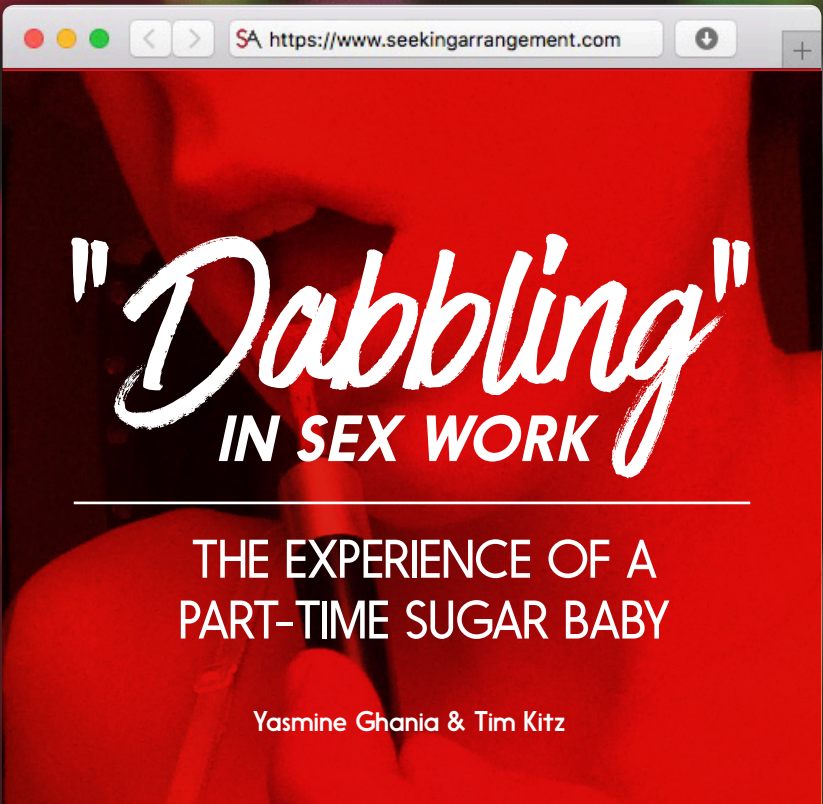 SA https://www.seekingarrangement.com
"Dabbling"
IN SEX WORK
THE EXPERIENCE OF A
PART-TIME SUGAR BABY
Yasmine Ghania & Tim Kitz